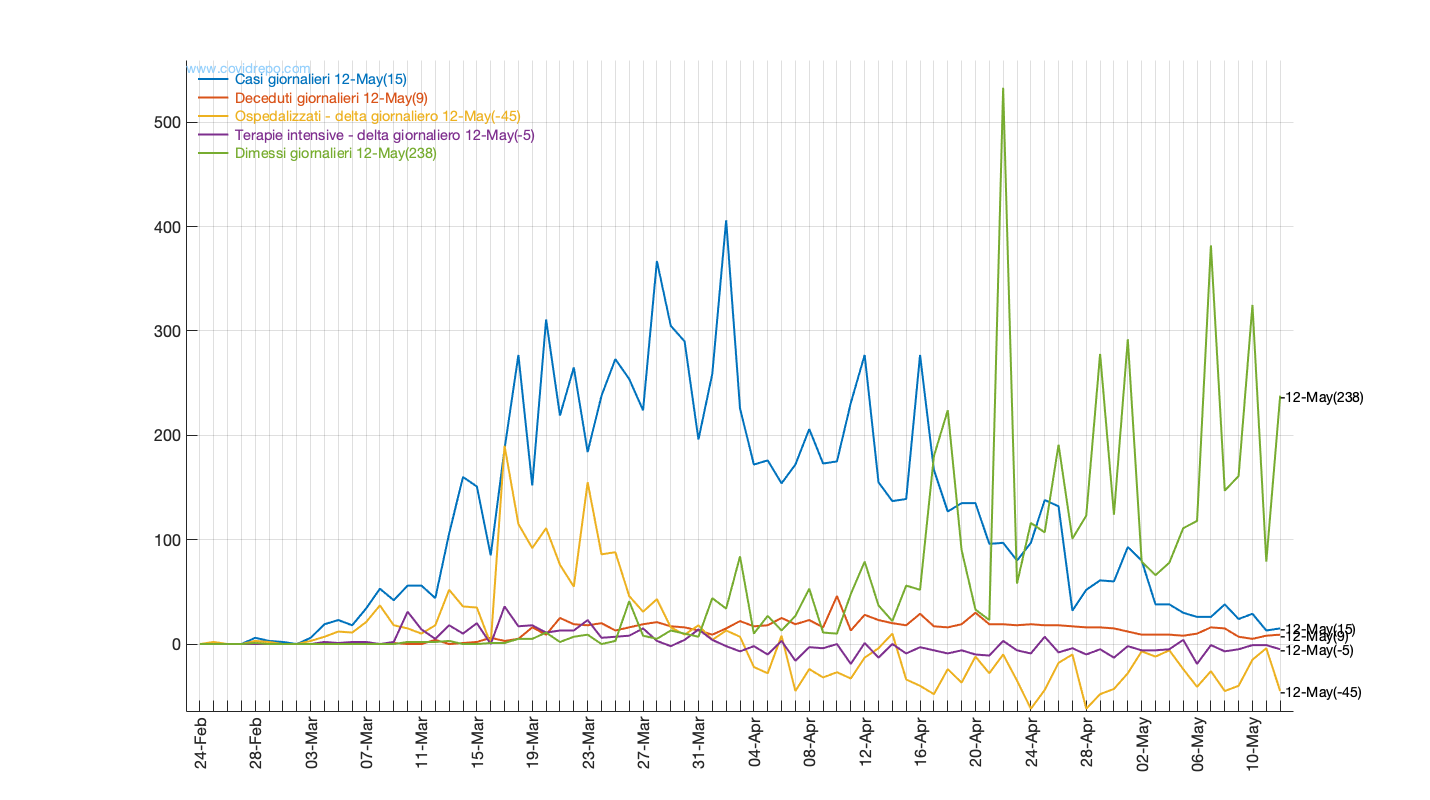 www.covidrepo.com
Casi giornalieri 12-May(15)
Deceduti giornalieri 12-May(9)
Ospedalizzati - delta giornaliero 12-May(-45)
Terapie intensive - delta giornaliero 12-May(-5)
Dimessi giornalieri 12-May(238)
500
400
300
200
100
0
12-May(238)
12-May(15)
12-May(9)
12-May(-5)
12-May(-45)
24-Feb
28-Feb
03-Mar
07-Mar
11-Mar
15-Mar
19-Mar
23-Mar
27-Mar
31-Mar
04-Apr
08-Apr
12-Apr
16-Apr
20-Apr
24-Apr
28-Apr
02-May
06-May
10-May